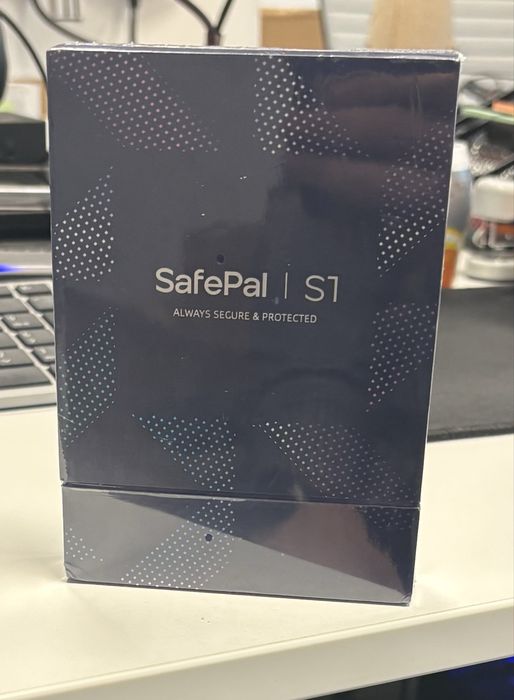 SafePal | S1
ALWAYS SECURE & PROTECTED